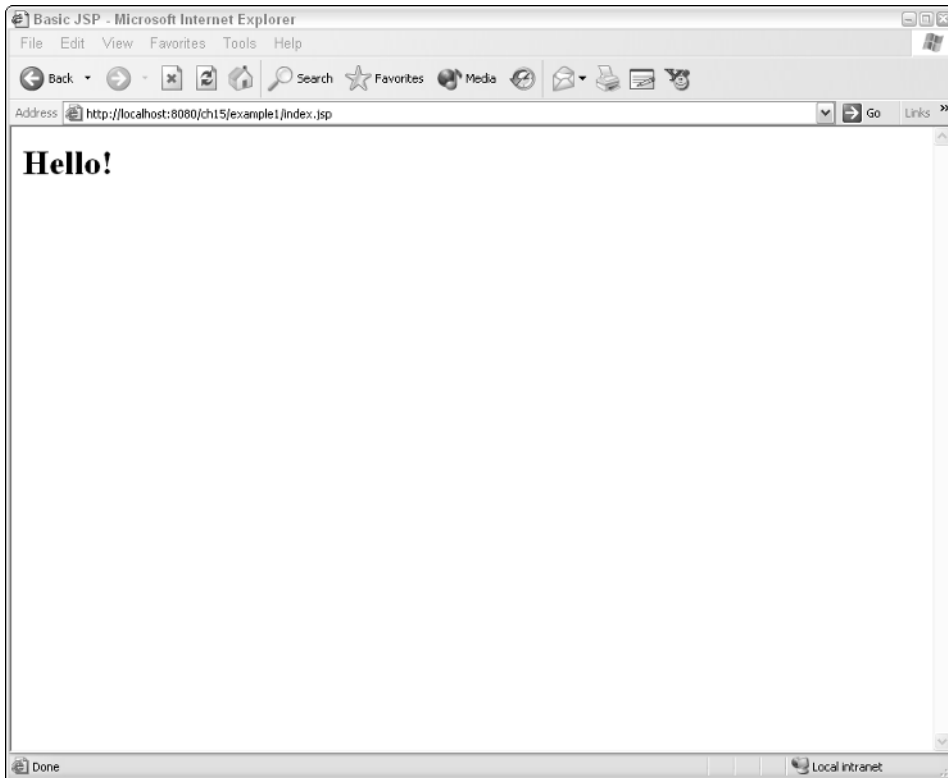 Basic JSP - Microsoft Internet Explorer
File Edit View Favorites Tools Help
Back Search Favorites Media
Address http://localhost:8080/ch15/example1/index.jsp Go Links »
Hello!
Done Local intranet